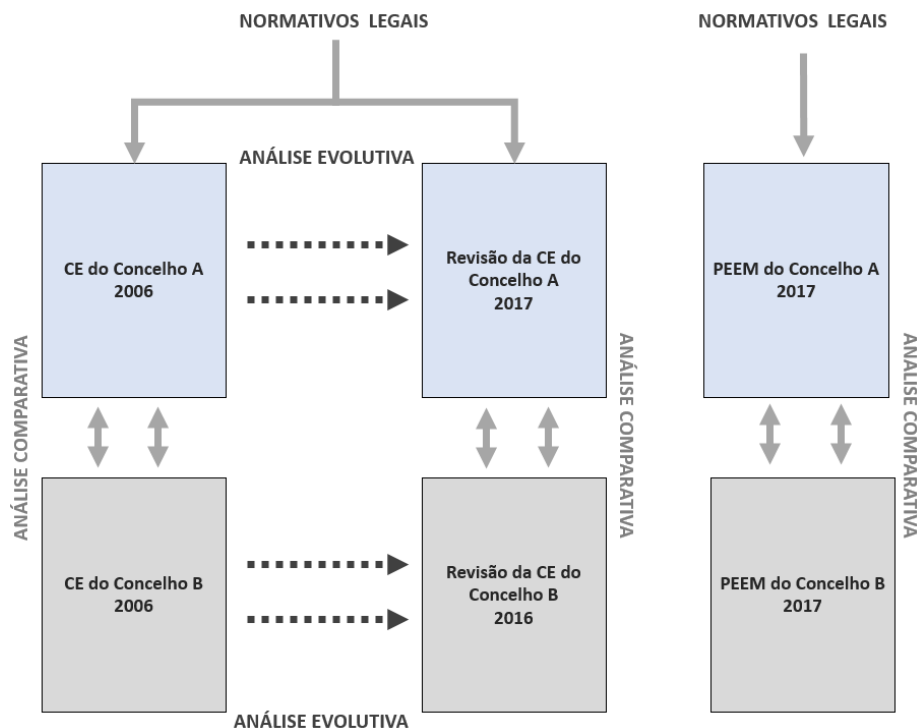 NORMATIVOS LEGAIS
NORMATIVOS LEGAIS
ANÁLISE EVOLUTIVA
CE do Concelho A
2006
Revisão da CE do
Concelho A
2017
PEEM do Concelho A
2017
ANÁLISE COMPARATIVA
ANÁLISE COMPARATIVA
ANÁLISE COMPARATIVA
CE do Concelho B
2006
Revisão da CE do
Concelho B
2016
PEEM do Concelho B
2017
ANÁLISE EVOLUTIVA